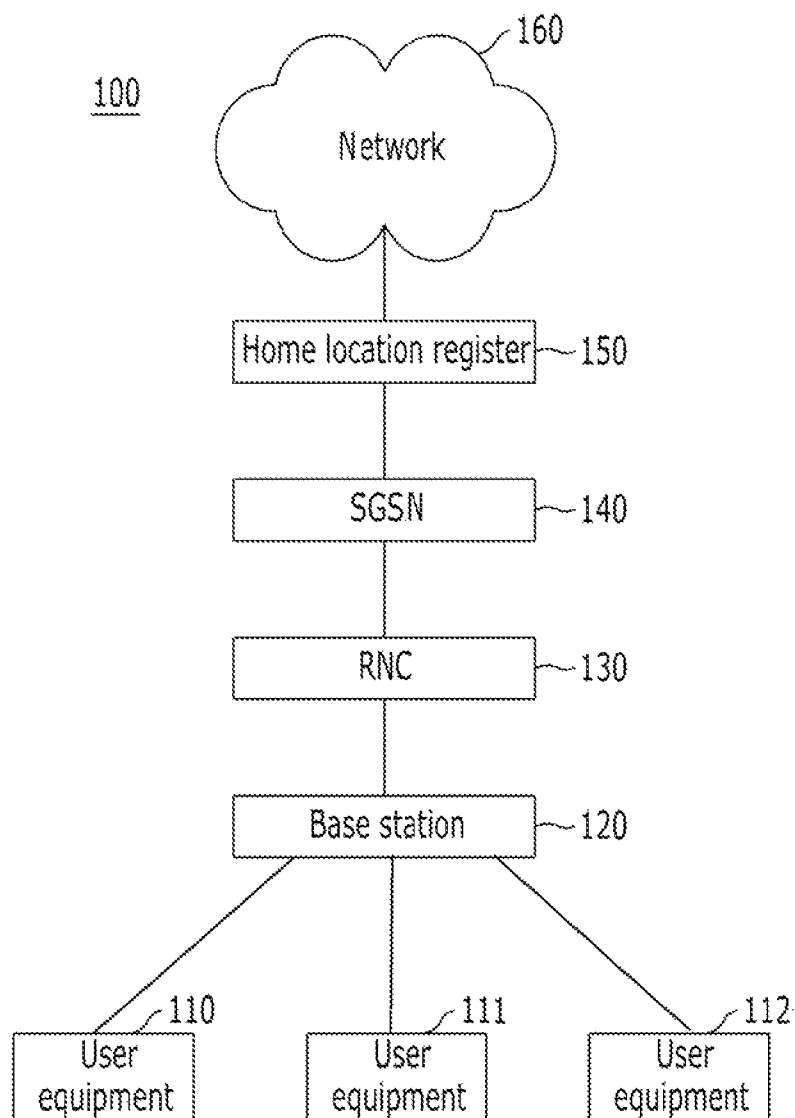 160
100
Network
Home location register
150
SGSN
140
RNC
130
Base station
120
110
111
112
User
equipment
User
equipment
User
equipment